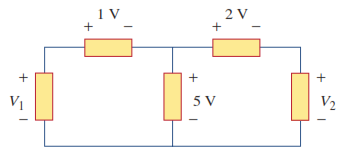 1 V 2 V
+ − + −
+ + +
V1 5 V V2
− − −